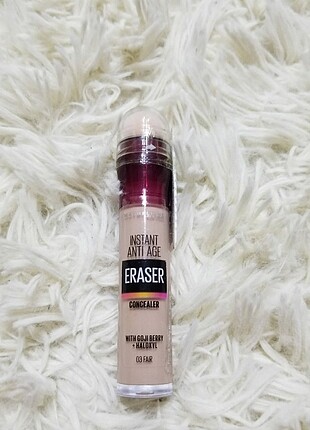 INSTANT
ANTI AGE
ERASER
CONCEALER
WITH GOJI BERRY
+ HALOXYL
03 FAIR